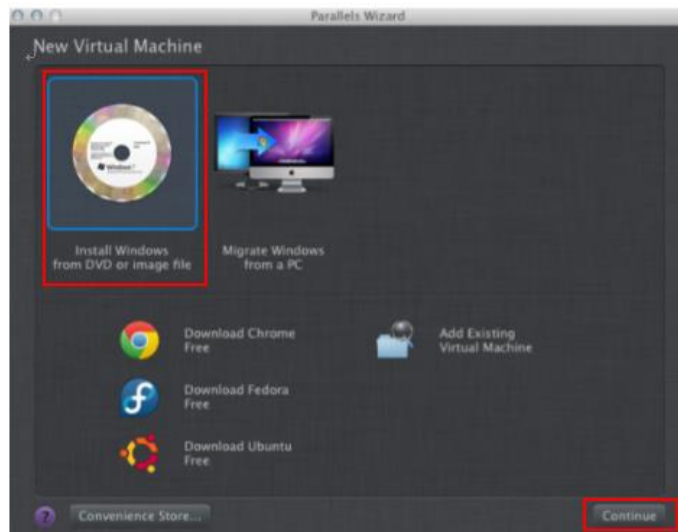 Parallels Wizard
New Virtual Machine
Install Windows
from DVD or image file
Migrate Windows
from a PC
Download Chrome
Free
Add Existing
Virtual Machine
Download Fedora
Free
Download Ubuntu
Free
?
Convenience Store...
Continue